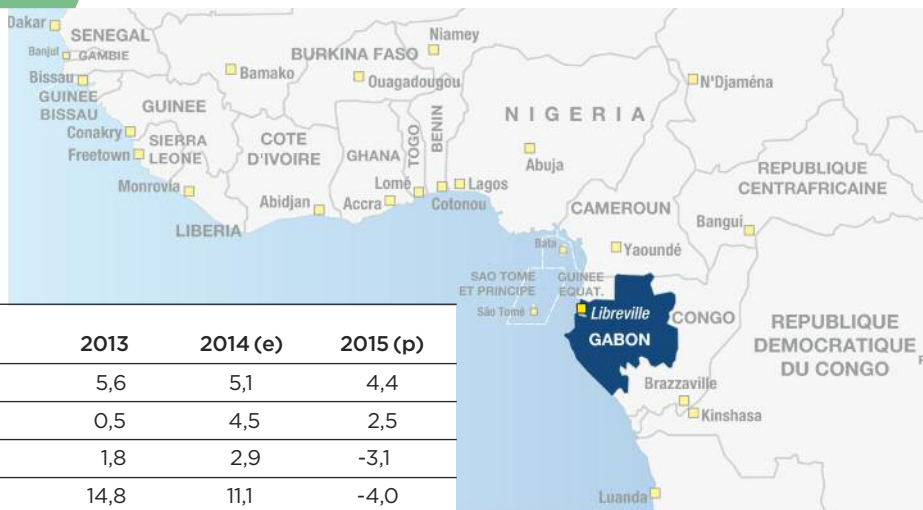 Dakar
SENEGAL
Banjul
GAMBIE
Bissau
GUINEE
BISSAU
Bamako
BURKINA FASO
Niamey
Ouagadougou
N'Djaména
GUINEE
Conakry
SIERRA
LEONE
Freetown
COTE
D'IVOIRE
GHANA
TOGO
BENIN
NIGERIA
Abuja
Monrovia
LIBERIA
Abidjan
Accra
Lomé
Cotonou
Lagos
CAMEROUN
Yaoundé
REPUBLIQUE
CENTRAFRICAINE
Bangui
Bata
SAO TOME
ET PRINCIPE
São Tomé
GUINEE
EQUAT.
Libreville
GABON
CONGO
REPUBLIQUE
DEMOCRATIQUE
DU CONGO
Brazzaville
Kinshasa
Luanda
2013 2014 (e) 2015 (p)
5,6 5,1 4,4
0,5 4,5 2,5
1,8 2,9 -3,1
14,8 11,1 -4,0